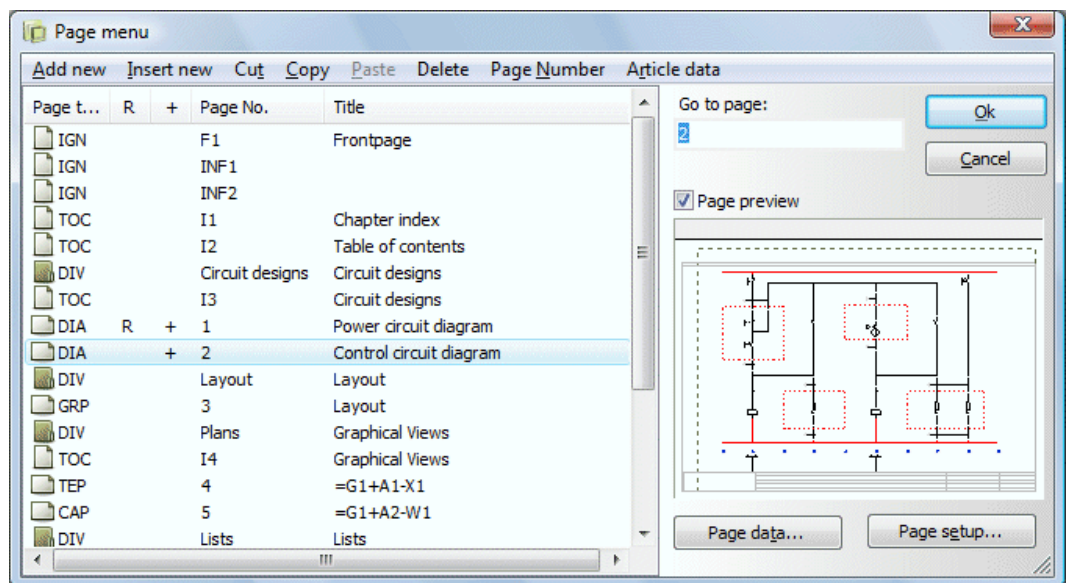 Page menu
Add new Insert new Cut Copy Paste Delete Page Number Article data
Page t... R + Page No. Title
IGN F1 Frontpage
IGN INF1
IGN INF2
TOC I1 Chapter index
TOC I2 Table of contents
DIV Circuit designs Circuit designs
TOC I3 Circuit designs
DIA R + 1 Power circuit diagram
DIA + 2 Control circuit diagram
DIV Layout Layout
GRP 3 Layout
DIV Plans Graphical Views
TOC I4 Graphical Views
TEP 4 =G1+A1-X1
CAP 5 =G1+A2-W1
DIV Lists Lists
Go to page:
2
Ok
Cancel
Page preview
Page data...
Page setup...